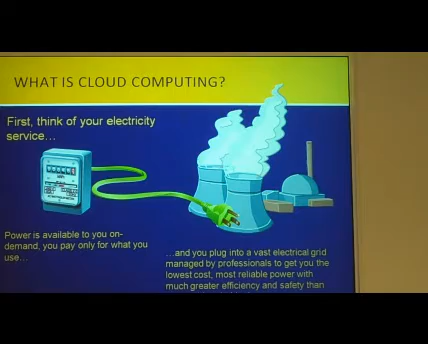 WHAT IS CLOUD COMPUTING?
First, think of your electricity
service...
Power is available to you on-
demand, you pay only for what you
use...
...and you plug into a vast electrical grid
managed by professionals to get you the
lowest cost, most reliable power with
much greater efficiency and safety than